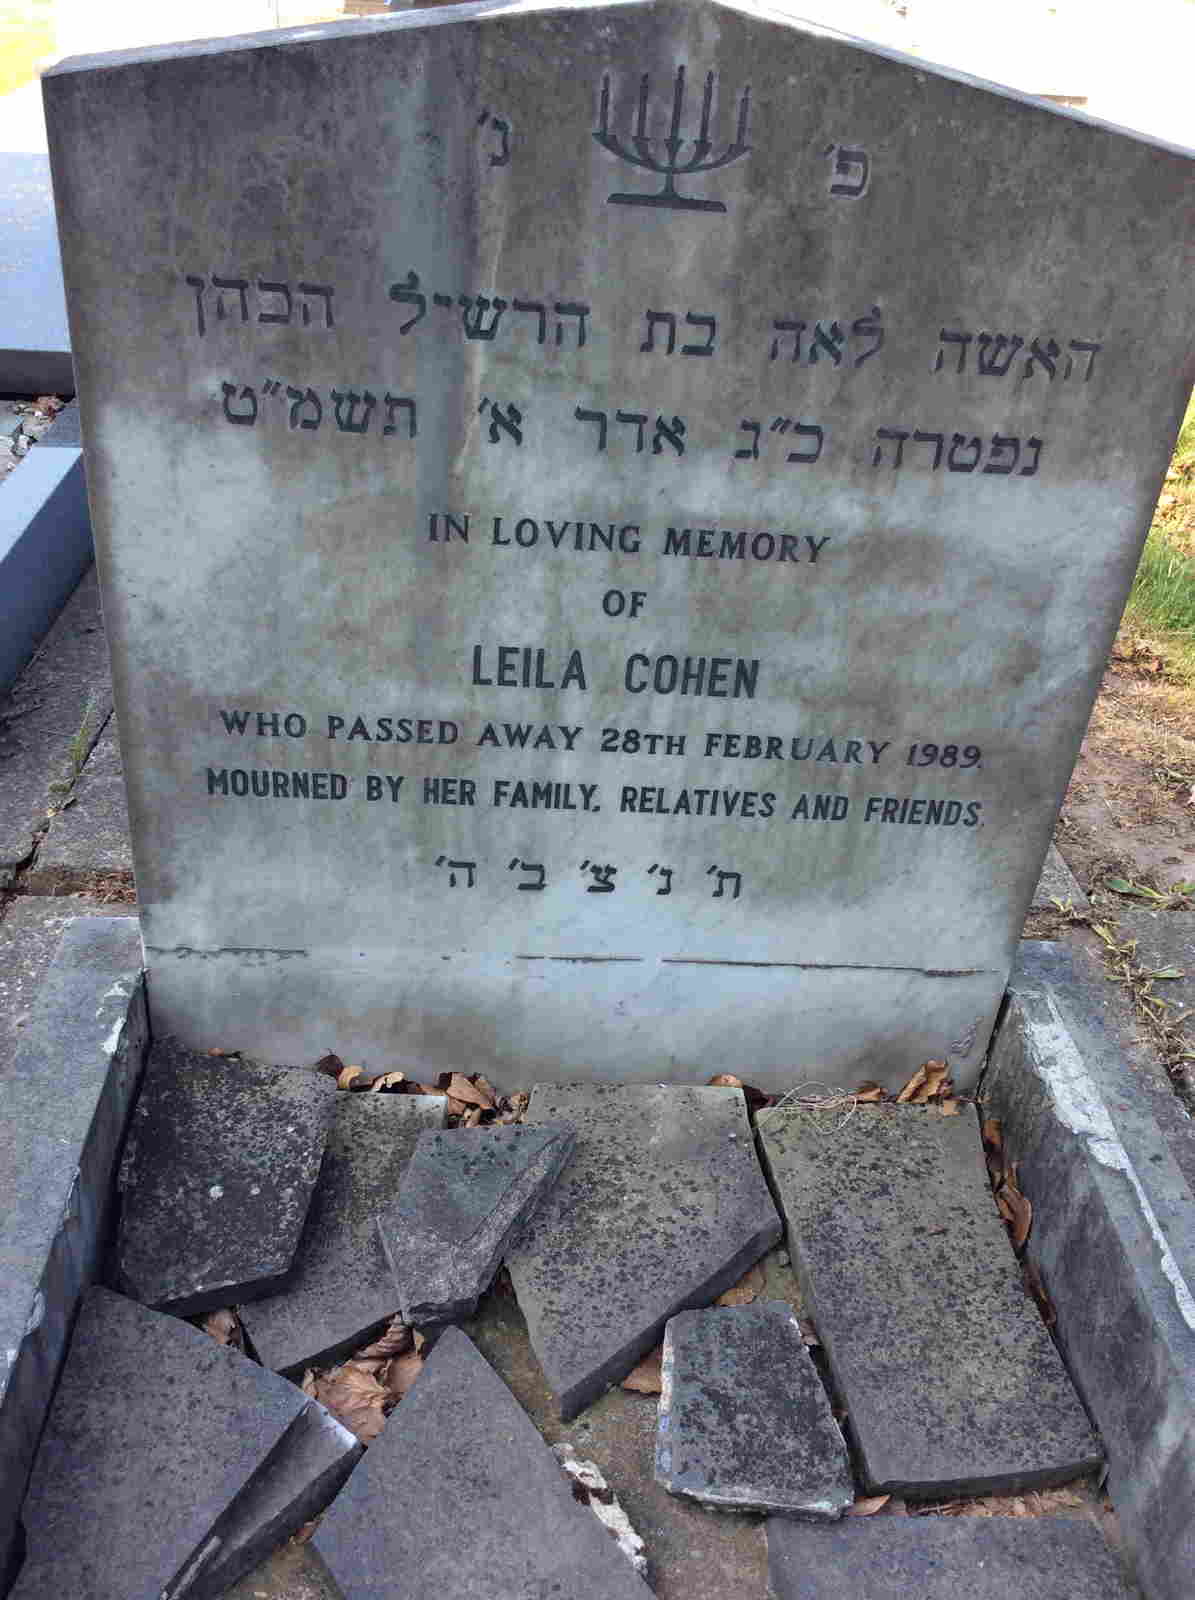 פ׳ נ׳
האשה לאה בת הרשיל הכהן
נפטרה כ״ג אדר א׳ תשמ״ט
IN LOVING MEMORY
OF
LEILA COHEN
WHO PASSED AWAY 28TH FEBRUARY 1989.
MOURNED BY HER FAMILY, RELATIVES AND FRIENDS.
ת׳ נ׳ צ׳ ב׳ ה׳